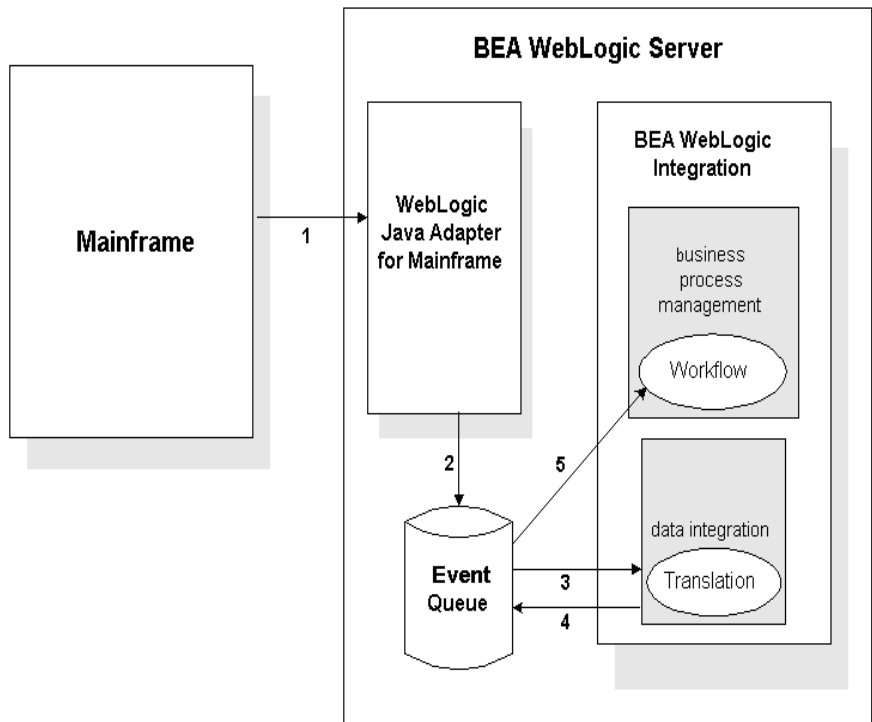 BEA WebLogic Server
Mainframe
1
WebLogic
Java Adapter
for Mainframe
BEA WebLogic
Integration
business
process
management
Workflow
2
5
data integration
Translation
Event
Queue
3
4